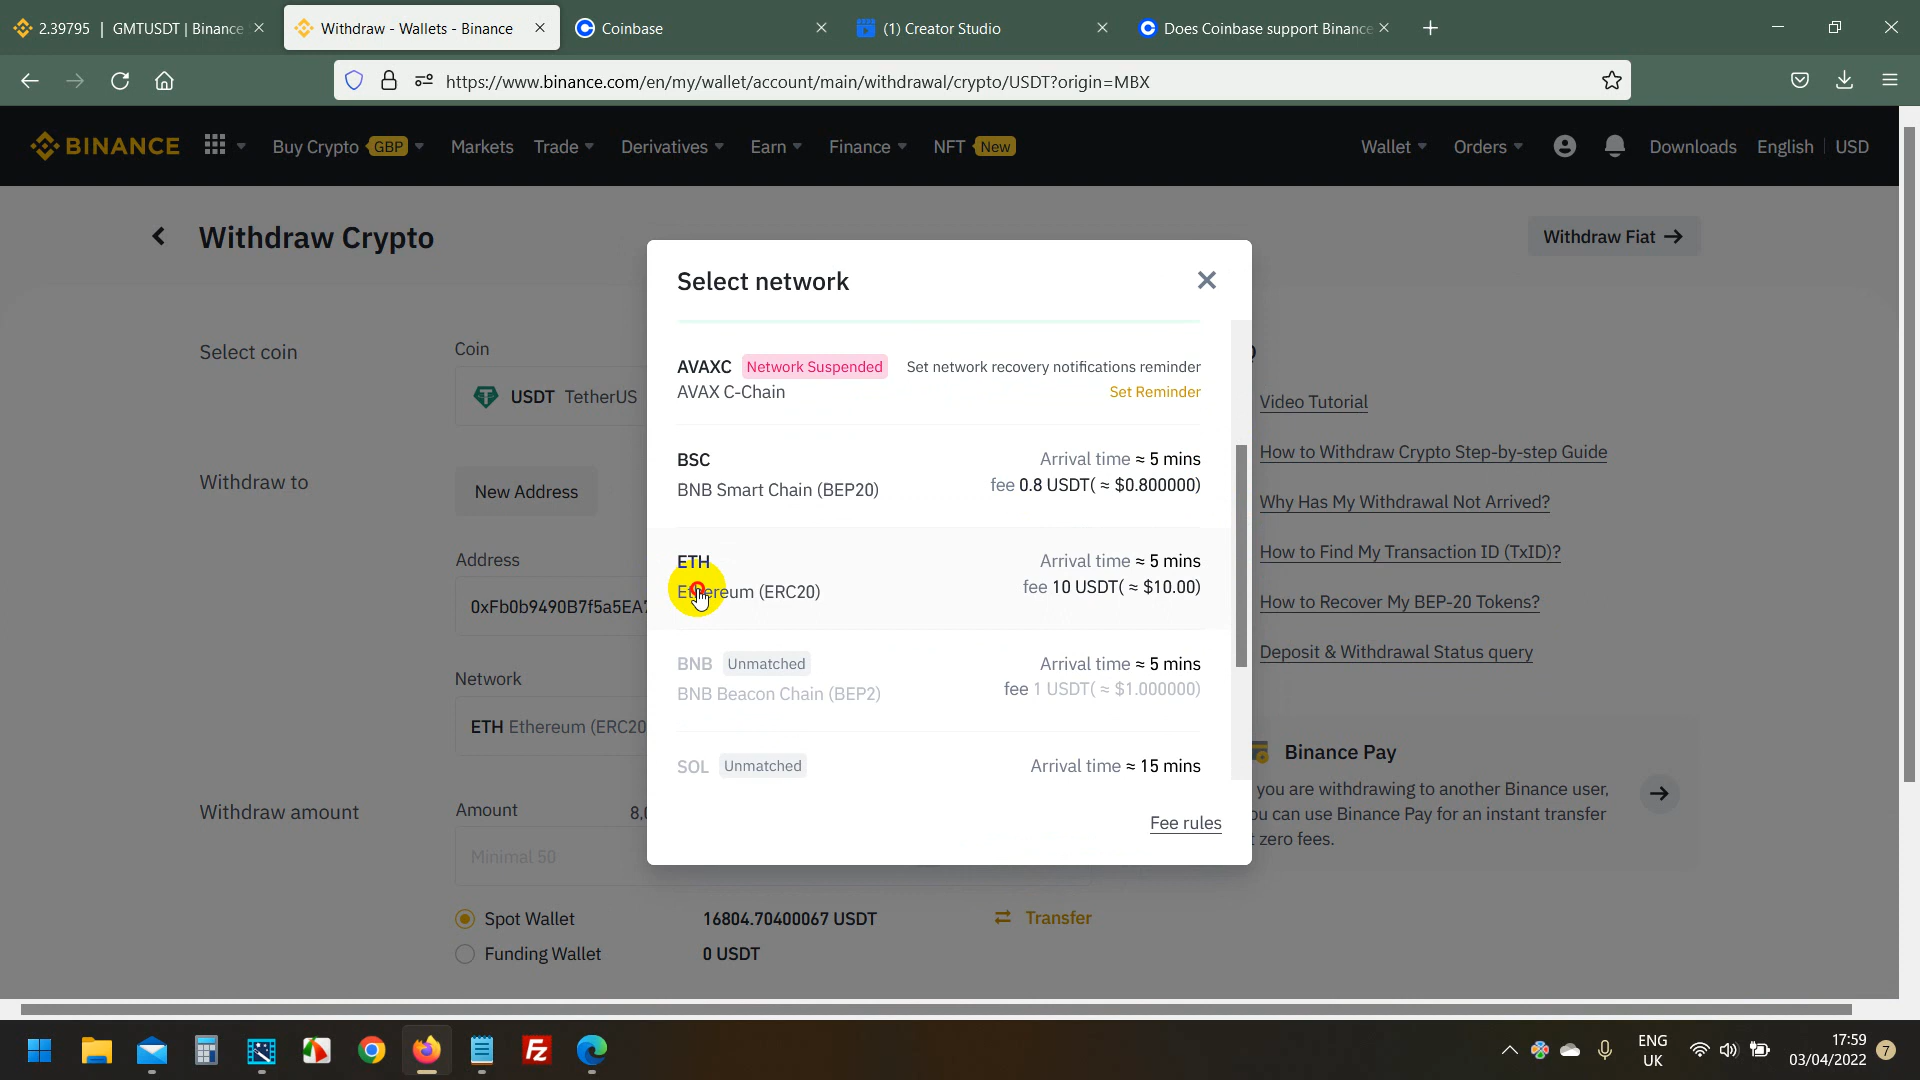 2.39795 | GMTUSDT | Binance
Withdraw - Wallets - Binance
Coinbase
(1) Creator Studio
Does Coinbase support Binance
https://www.binance.com/en/my/wallet/account/main/withdrawal/crypto/USDT?origin=MBX
BINANCE
Buy Crypto GBP
Markets
Trade
Derivatives
Earn
Finance
NFT New
Wallet
Orders
Downloads
English
USD
Withdraw Crypto
Withdraw Fiat →
Select coin
Coin
USDT TetherUS
Withdraw to
New Address
Address
0xFb0b9490B7f5a5EA
Network
ETH Ethereum (ERC20
Withdraw amount
Amount
8,
Minimal 50
Spot Wallet
16804.70400067 USDT
Transfer
Funding Wallet
0 USDT
Select network
AVAXC Network Suspended
Set network recovery notifications reminder
AVAX C-Chain
Set Reminder
BSC
Arrival time ≈ 5 mins
BNB Smart Chain (BEP20)
fee 0.8 USDT( ≈ $0.800000)
ETH
Arrival time ≈ 5 mins
Ethereum (ERC20)
fee 10 USDT( ≈ $10.00)
BNB Unmatched
Arrival time ≈ 5 mins
BNB Beacon Chain (BEP2)
fee 1 USDT( ≈ $1.000000)
SOL Unmatched
Arrival time ≈ 15 mins
Fee rules
Video Tutorial
How to Withdraw Crypto Step-by-step Guide
Why Has My Withdrawal Not Arrived?
How to Find My Transaction ID (TxID)?
How to Recover My BEP-20 Tokens?
Deposit & Withdrawal Status query
Binance Pay
you are withdrawing to another Binance user,
ou can use Binance Pay for an instant transfer
zero fees.
ENG
UK
17:59
03/04/2022
7